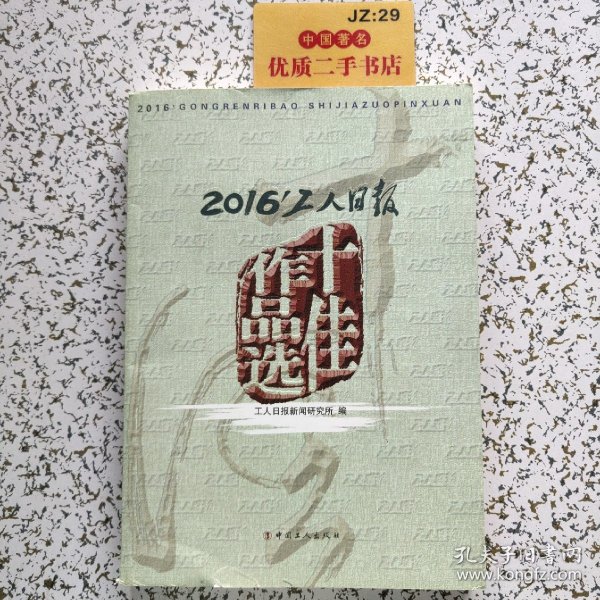 JZ:29
中国著名
优质二手书店
2016'GONGRENRIBAO SHIJIAZUOPINXUAN
2016'工人日报
十佳
作品选
工人日报新闻研究所 编
中国工人出版社
孔夫子旧书网
www.kongfz.com